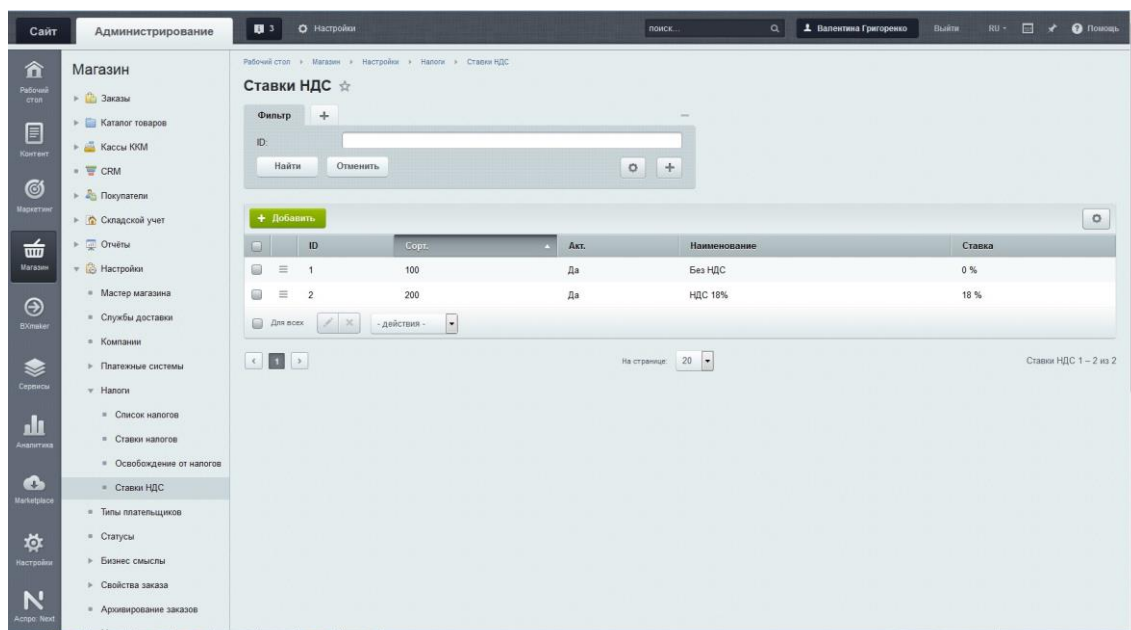 Сайт
Администрирование
3
Настройки
поиск...
Валентина Григоренко
Выйти
RU
Помощь
Рабочий стол
Контент
Маркетинг
Магазин
BXmaker
Сервисы
Аналитика
Marketplace
Настройки
Аспро: Next
Магазин
Заказы
Каталог товаров
Кассы ККМ
CRM
Покупатели
Складской учет
Отчёты
Настройки
Мастер магазина
Службы доставки
Компании
Платежные системы
Налоги
Список налогов
Ставки налогов
Освобождение от налогов
Ставки НДС
Типы плательщиков
Статусы
Бизнес смыслы
Свойства заказа
Архивирование заказов
Рабочий стол Магазин Настройки Налоги Ставки НДС
Ставки НДС
Фильтр
ID:
Найти Отменить
Добавить
ID Сорт. Акт. Наименование Ставка
1 100 Да Без НДС 0 %
2 200 Да НДС 18% 18 %
Для всех - действия -
1 На странице: 20 Ставки НДС 1 – 2 из 2